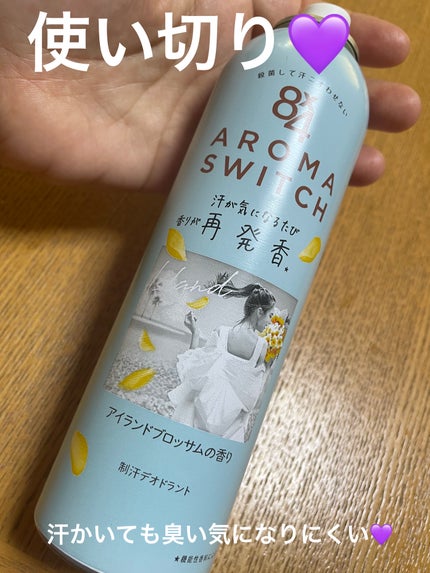 使い切り💜
殺菌して汗ニオわせない
8x4
AROMA
SWITCH
汗が気になるたび
香りが再発香★
Island
アイランドブロッサムの香り
制汗デオドラント
汗かいても臭い気になりにくい💜